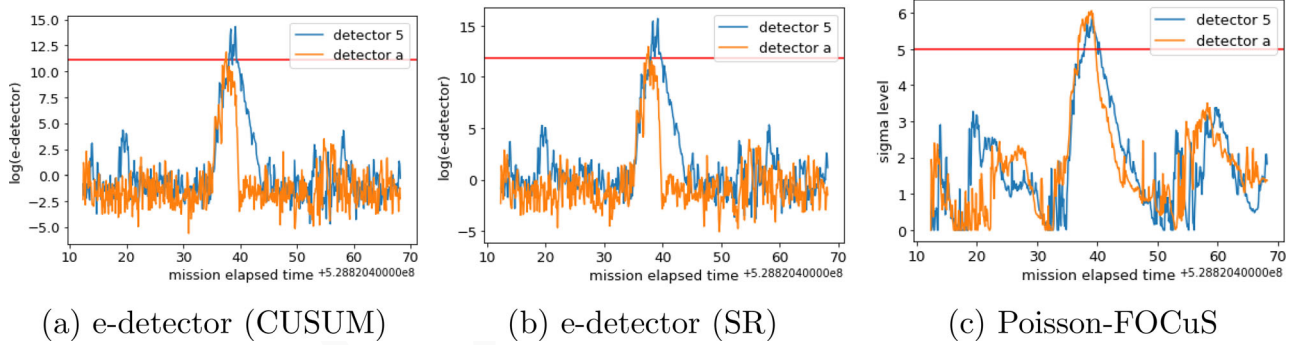 15.0
12.5
10.0
7.5
5.0
2.5
0.0
−2.5
−5.0
log(e-detector)
detector 5
detector a
10 20 30 40 50 60 70
mission elapsed time +5.2882040000e8
(a) e-detector (CUSUM)
15
10
5
0
−5
log(e-detector)
detector 5
detector a
10 20 30 40 50 60 70
mission elapsed time +5.2882040000e8
(b) e-detector (SR)
6
5
4
3
2
1
0
sigma level
detector 5
detector a
10 20 30 40 50 60 70
mission elapsed time +5.2882040000e8
(c) Poisson-FOCuS